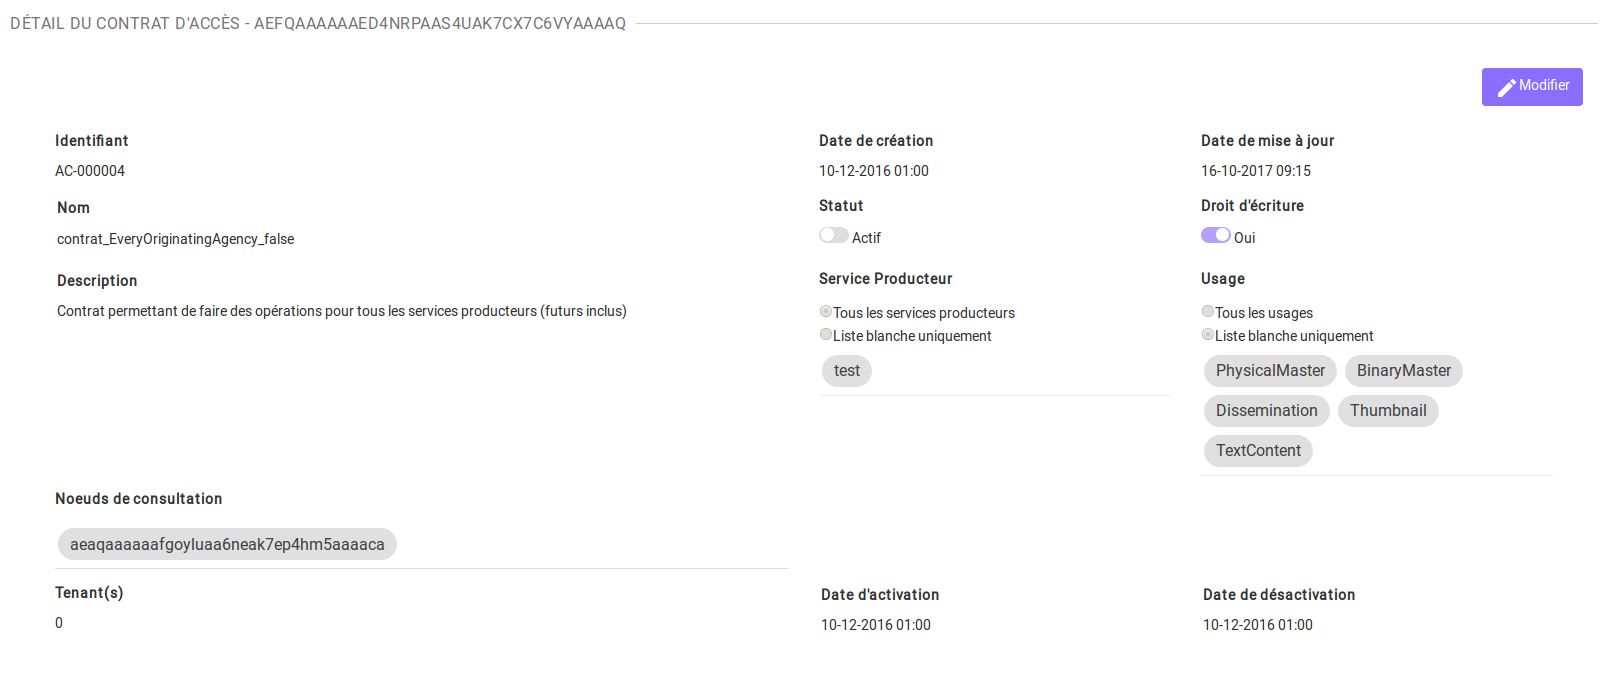 DÉTAIL DU CONTRAT D'ACCÈS - AEFQAAAAAAED4NRPAAS4UAK7CX7C6VYAAAAQ
Modifier
Identifiant
AC-000004
Date de création
10-12-2016 01:00
Date de mise à jour
16-10-2017 09:15
Nom
contrat_EveryOriginatingAgency_false
Statut
Actif
Droit d'écriture
Oui
Description
Contrat permettant de faire des opérations pour tous les services producteurs (futurs inclus)
Service Producteur
Tous les services producteurs
Liste blanche uniquement
test
Usage
Tous les usages
Liste blanche uniquement
PhysicalMaster BinaryMaster
Dissemination Thumbnail
TextContent
Noeuds de consultation
aeaqaaaaaafgoyluaa6neak7ep4hm5aaaaca
Tenant(s)
0
Date d'activation
10-12-2016 01:00
Date de désactivation
10-12-2016 01:00